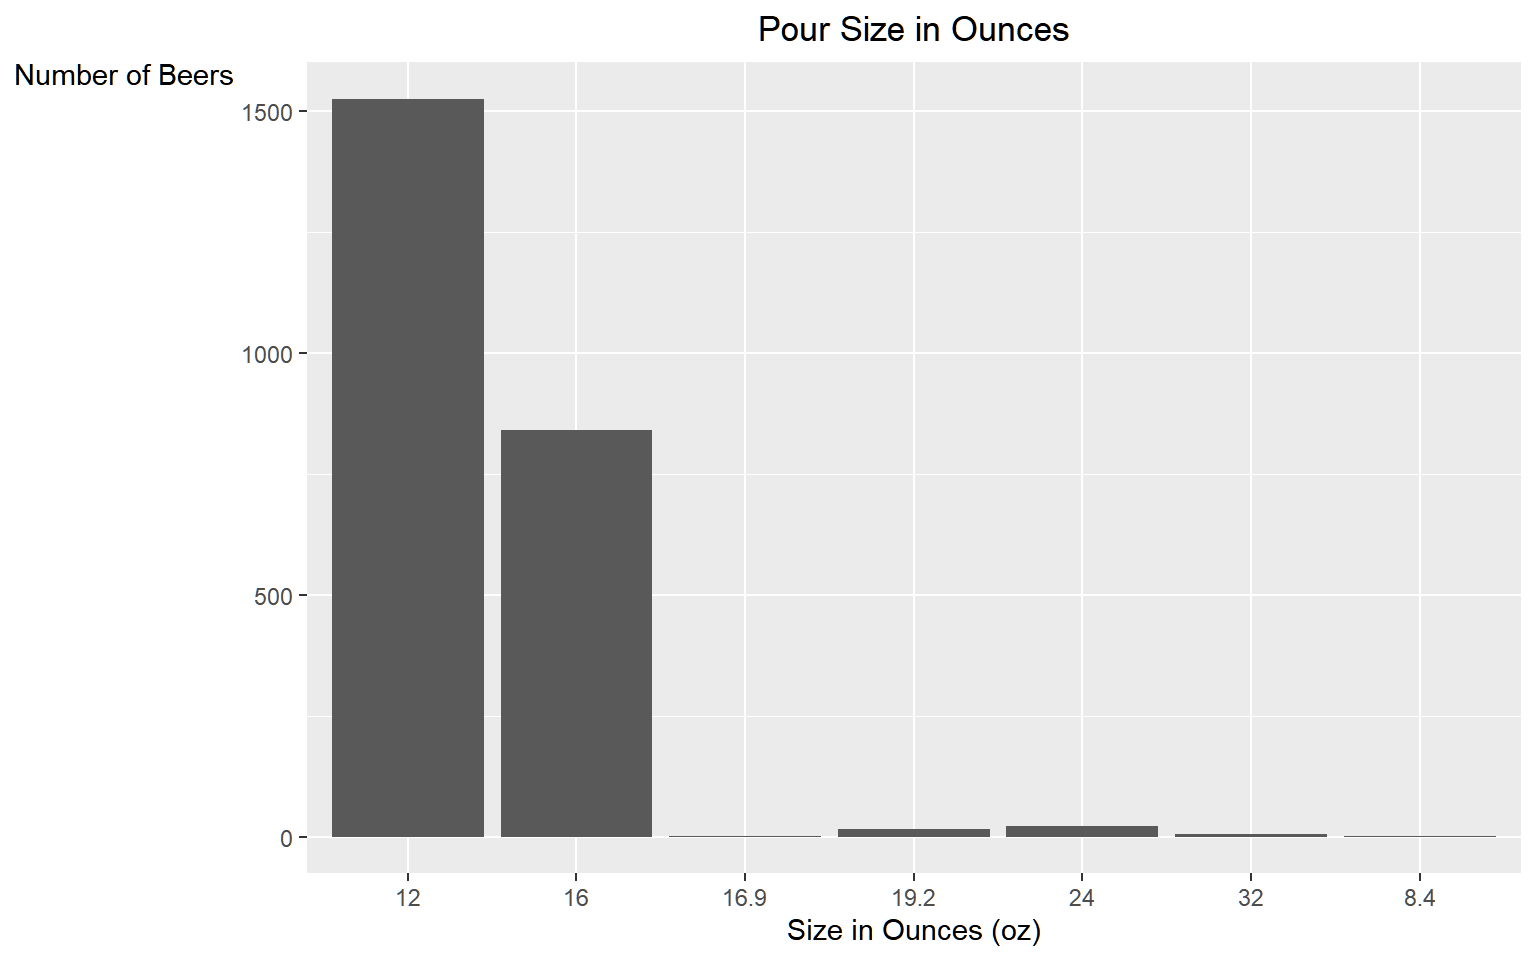 Pour Size in Ounces
Number of Beers
1500
1000
500
0
12 16 16.9 19.2 24 32 8.4
Size in Ounces (oz)